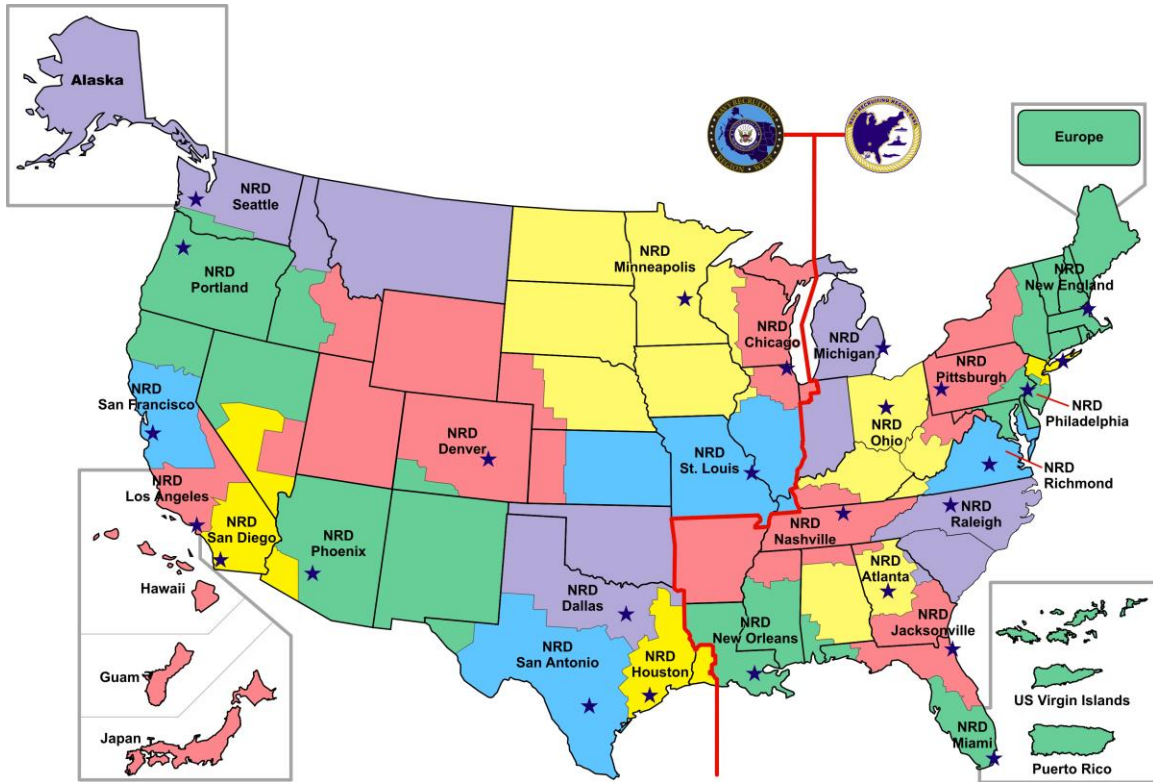 Alaska
Europe
NRD
Seattle
NRD
Portland
NRD
Minneapolis
NRD
Chicago
NRD
Michigan
NRD
New England
NRD
Pittsburgh
NRD
Philadelphia
NRD
San Francisco
NRD
Denver
NRD
St. Louis
NRD
Ohio
NRD
Richmond
NRD
Los Angeles
NRD
San Diego
NRD
Phoenix
NRD
Nashville
NRD
Raleigh
NRD
Dallas
NRD
Atlanta
NRD
New Orleans
NRD
Jacksonville
NRD
San Antonio
NRD
Houston
NRD
Miami
Hawaii
Guam
Japan
US Virgin Islands
Puerto Rico